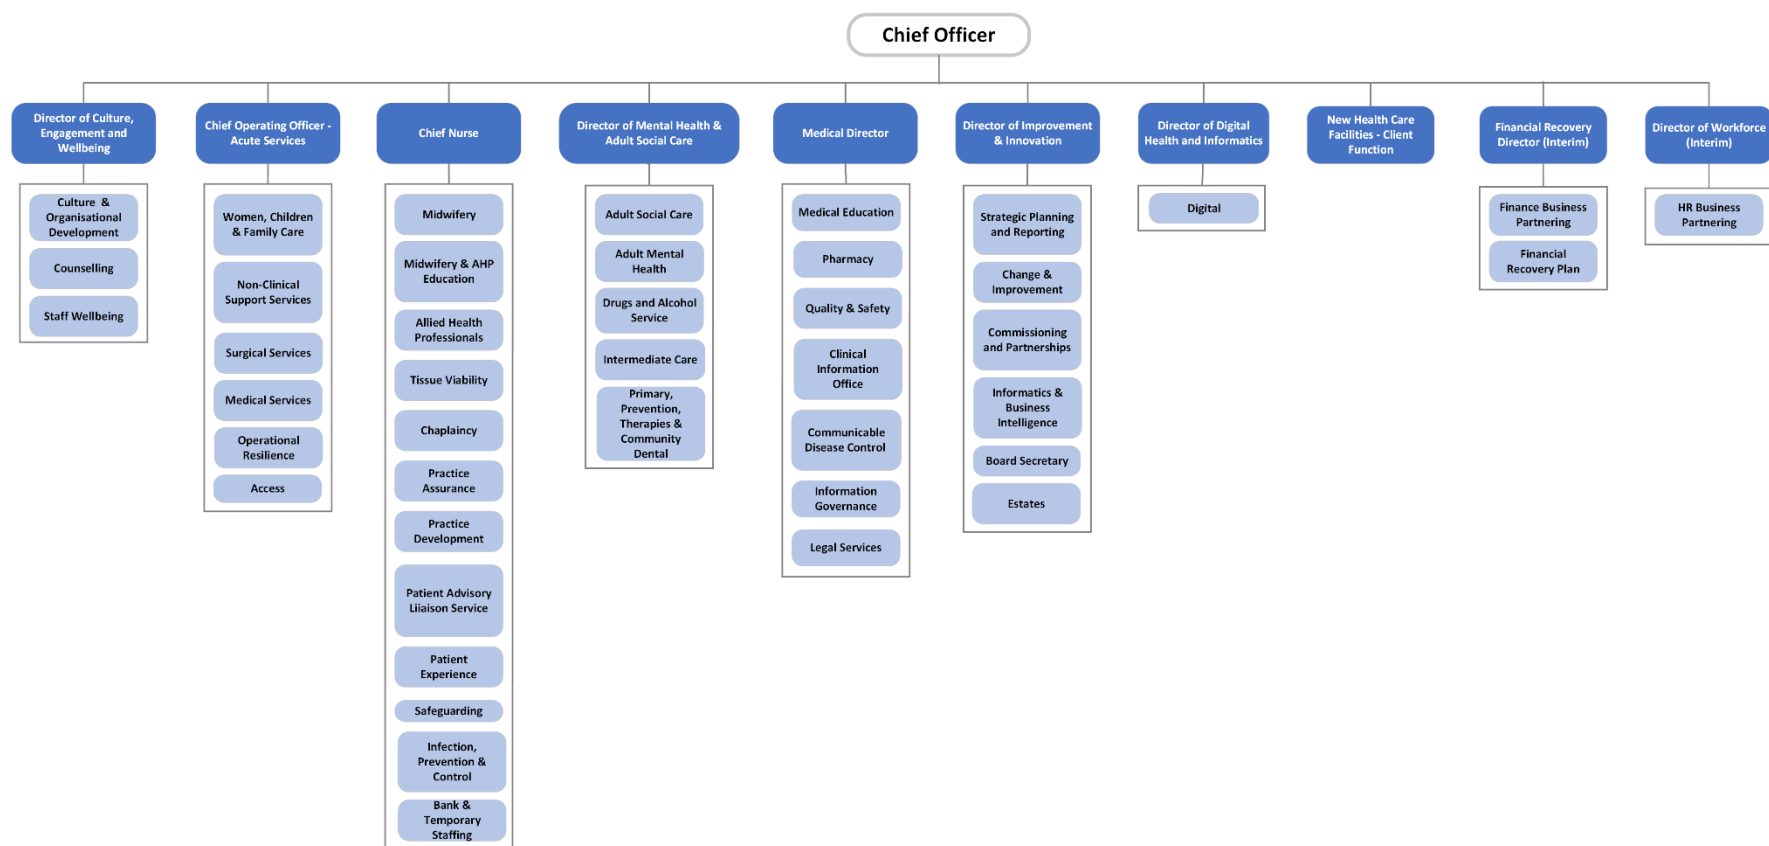 Chief Officer
Director of Culture,
Engagement and
Wellbeing
Chief Operating Officer -
Acute Services
Chief Nurse
Director of Mental Health &
Adult Social Care
Medical Director
Director of Improvement
& Innovation
Director of Digital
Health and Informatics
New Health Care
Facilities - Client
Function
Financial Recovery
Director (Interim)
Director of Workforce
(Interim)
Culture &
Organisational
Development
Counselling
Staff Wellbeing
Women, Children
& Family Care
Non-Clinical
Support Services
Surgical Services
Medical Services
Operational
Resilience
Access
Midwifery
Midwifery & AHP
Education
Allied Health
Professionals
Tissue Viability
Chaplaincy
Practice
Assurance
Practice
Development
Patient Advisory
Liiaison Service
Patient
Experience
Safeguarding
Infection,
Prevention &
Control
Bank &
Temporary
Staffing
Adult Social Care
Adult Mental
Health
Drugs and Alcohol
Service
Intermediate Care
Primary,
Prevention,
Therapies &
Community
Dental
Medical Education
Pharmacy
Quality & Safety
Clinical
Information
Office
Communicable
Disease Control
Information
Governance
Legal Services
Strategic Planning
and Reporting
Change &
Improvement
Commissioning
and Partnerships
Informatics &
Business
Intelligence
Board Secretary
Estates
Digital
Finance Business
Partnering
Financial
Recovery Plan
HR Business
Partnering